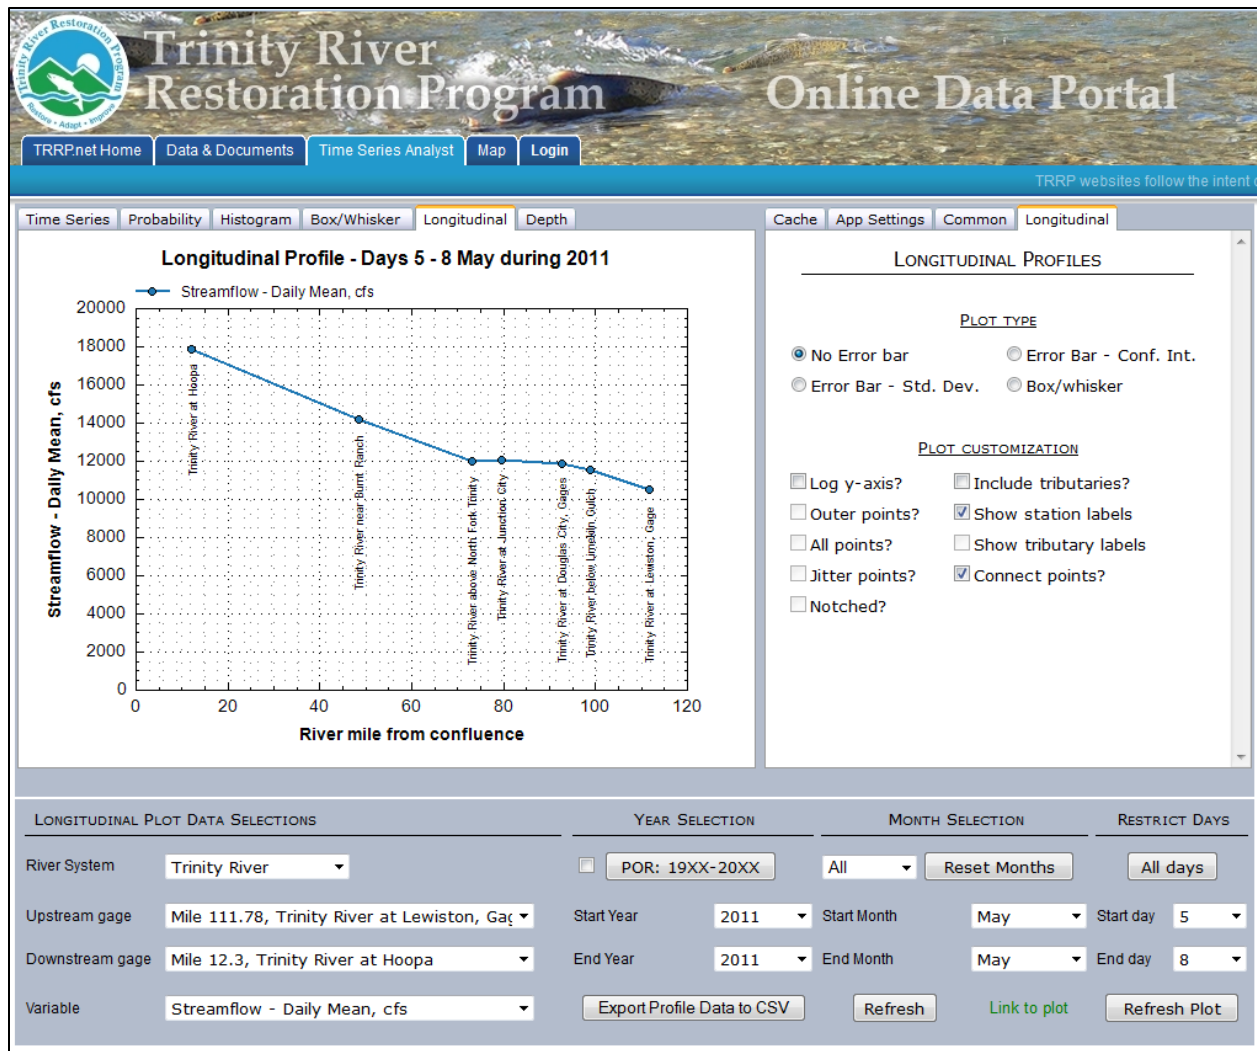 Trinity River Restoration Program
Restore - Adapt - Improve
Trinity River
Restoration Program
Online Data Portal
TRRP.net Home
Data & Documents
Time Series Analyst
Map
Login
TRRP websites follow the intent
Time Series
Probability
Histogram
Box/Whisker
Longitudinal
Depth
Longitudinal Profile - Days 5 - 8 May during 2011
Streamflow - Daily Mean, cfs
20000
18000
16000
14000
12000
10000
8000
6000
4000
2000
0
Streamflow - Daily Mean, cfs
Trinity River at Hoopa
Trinity River near Burnt Ranch
Trinity River above North Fork Trinity
Trinity River at Junction City
Trinity River at Douglas City, Gages
Trinity River below Limekiln Gulch
Trinity River at Lewiston, Gage
0 20 40 60 80 100 120
River mile from confluence
Cache
App Settings
Common
Longitudinal
LONGITUDINAL PROFILES
PLOT TYPE
No Error bar
Error Bar - Conf. Int.
Error Bar - Std. Dev.
Box/whisker
PLOT CUSTOMIZATION
Log y-axis?
Include tributaries?
Outer points?
Show station labels
All points?
Show tributary labels
Jitter points?
Connect points?
Notched?
LONGITUDINAL PLOT DATA SELECTIONS
YEAR SELECTION
MONTH SELECTION
RESTRICT DAYS
River System
Trinity River
POR: 19XX-20XX
All
Reset Months
All days
Upstream gage
Mile 111.78, Trinity River at Lewiston, Gag
Start Year
2011
Start Month
May
Start day
5
Downstream gage
Mile 12.3, Trinity River at Hoopa
End Year
2011
End Month
May
End day
8
Variable
Streamflow - Daily Mean, cfs
Export Profile Data to CSV
Refresh
Link to plot
Refresh Plot